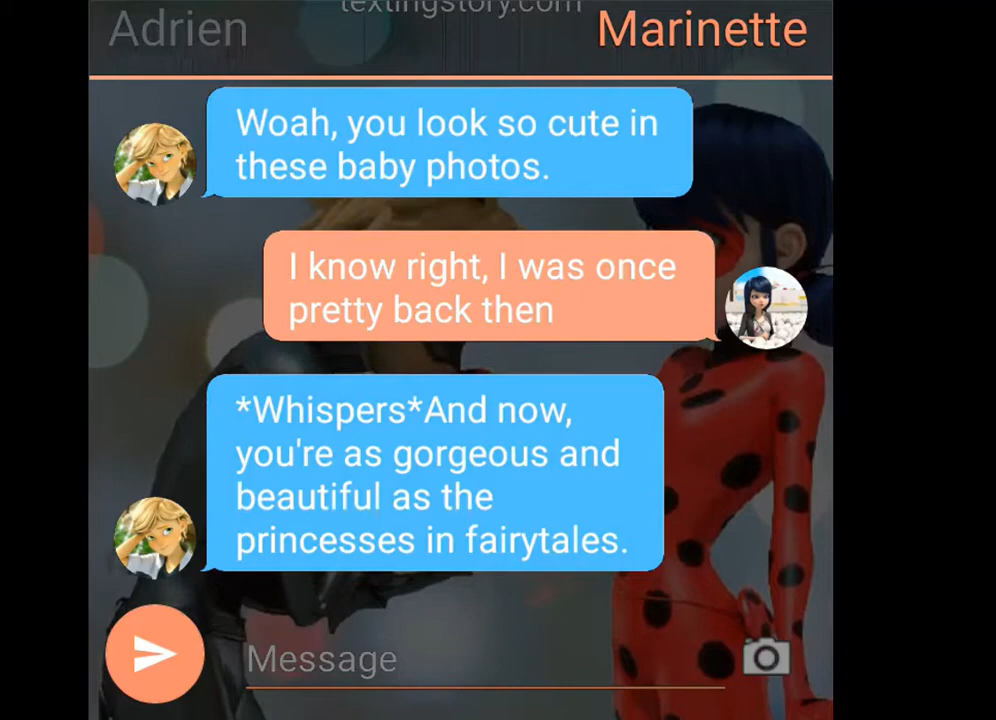 textingstory.com
Adrien
Marinette
Woah, you look so cute in
these baby photos.
I know right, I was once
pretty back then
*Whispers*And now,
you're as gorgeous and
beautiful as the
princesses in fairytales.
Message